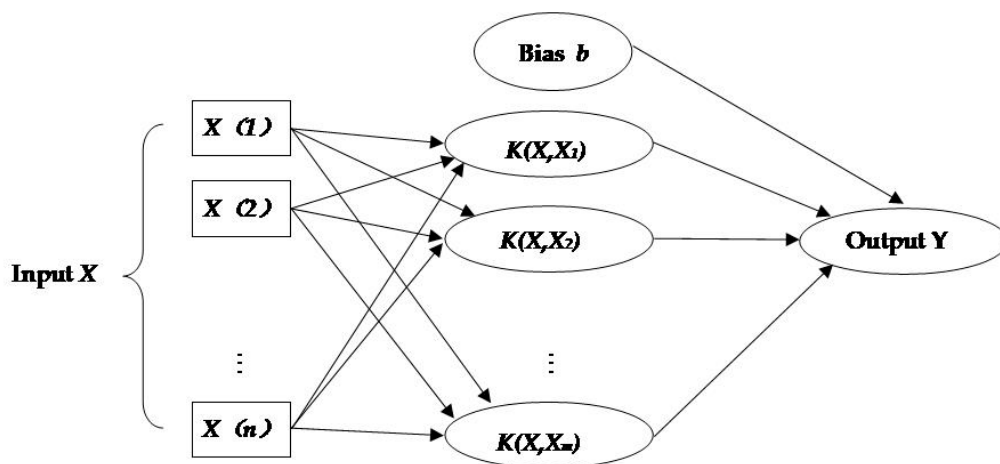 Bias b
X (1)
K(X,X₁)
X (2)
K(X,X₂)
Output Y
Input X
⋮
⋮
X (n)
K(X,Xₘ)